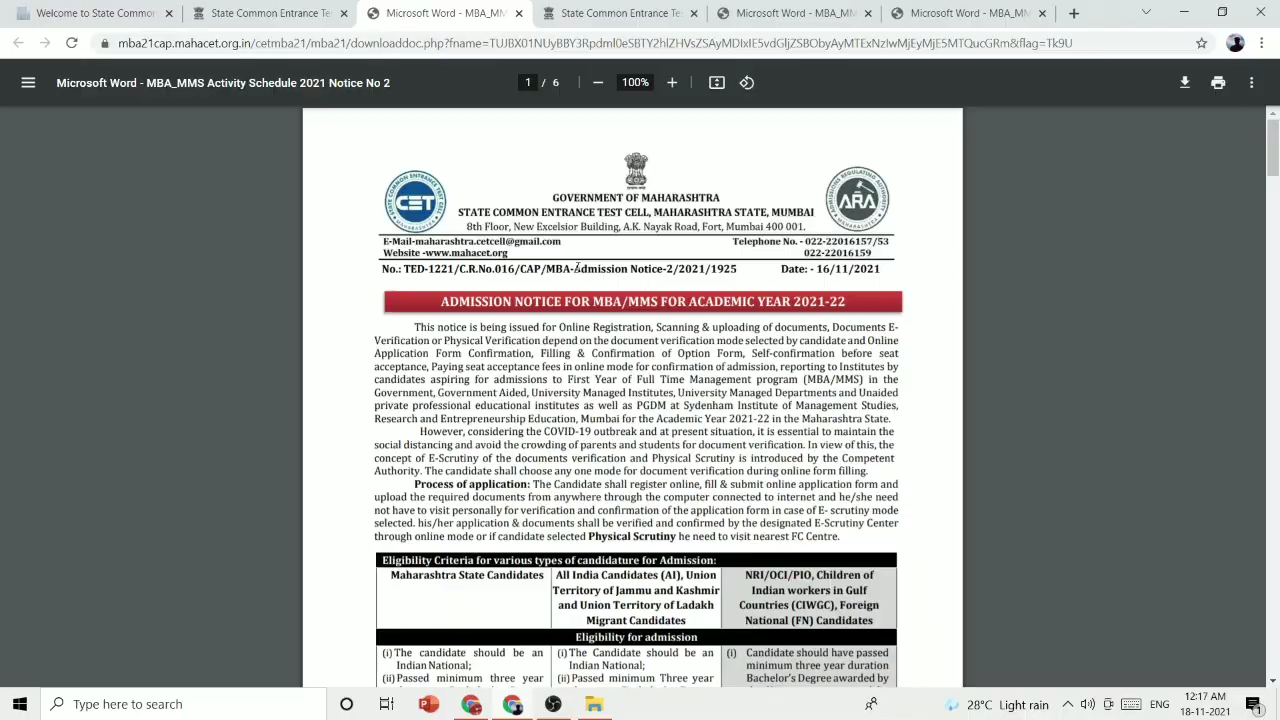 Welcome to State Common
State Common Entrance Tes
Microsoft Word - MBA_MMS
State Common Entrance Tes
Microsoft Word - MBA_MM
Microsoft Word - MBA_MM
mba21cap.mahacet.org.in/cetmba21/mba21/downloaddoc.php?fname=TUJBX01NUyBBY3Rpdml0eSBTY2hlZHVsZSAyMDIxIE5vdGljZSBObyAyMTExNzIwMjEyMjE5MTQucGRm&flag=Tk9U
Microsoft Word - MBA_MMS Activity Schedule 2021 Notice No 2
1 / 6
100%
CET
STATE COMMON ENTRANCE TEST CELL
MAHARASHTRA
ADMISSIONS REGULATING AUTHORITY
ARA
MAHARASHTRA
GOVERNMENT OF MAHARASHTRA
STATE COMMON ENTRANCE TEST CELL, MAHARASHTRA STATE, MUMBAI
8th Floor, New Excelsior Building, A.K. Nayak Road, Fort, Mumbai 400 001.
E-Mail-maharashtra.cetcell@gmail.com Telephone No. - 022-22016157/53
Website -www.mahacet.org 022-22016159
No.: TED-1221/C.R.No.016/CAP/MBA-Admission Notice-2/2021/1925 Date: - 16/11/2021
ADMISSION NOTICE FOR MBA/MMS FOR ACADEMIC YEAR 2021-22
This notice is being issued for Online Registration, Scanning & uploading of documents, Documents E-
Verification or Physical Verification depend on the document verification mode selected by candidate and Online
Application Form Confirmation, Filling & Confirmation of Option Form, Self-confirmation before seat
acceptance, Paying seat acceptance fees in online mode for confirmation of admission, reporting to Institutes by
candidates aspiring for admissions to First Year of Full Time Management program (MBA/MMS) in the
Government, Government Aided, University Managed Institutes, University Managed Departments and Unaided
private professional educational institutes as well as PGDM at Sydenham Institute of Management Studies,
Research and Entrepreneurship Education, Mumbai for the Academic Year 2021-22 in the Maharashtra State.
However, considering the COVID-19 outbreak and at present situation, it is essential to maintain the
social distancing and avoid the crowding of parents and students for document verification. In view of this, the
concept of E-Scrutiny of the documents verification and Physical Scrutiny is introduced by the Competent
Authority. The candidate shall choose any one mode for document verification during online form filling.
Process of application: The Candidate shall register online, fill & submit online application form and
upload the required documents from anywhere through the computer connected to internet and he/she need
not have to visit personally for verification and confirmation of the application form in case of E- scrutiny mode
selected. his/her application & documents shall be verified and confirmed by the designated E-Scrutiny Center
through online mode or if candidate selected Physical Scrutiny he need to visit nearest FC Centre.
Eligibility Criteria for various types of candidature for Admission:
Maharashtra State Candidates
All India Candidates (AI), Union
Territory of Jammu and Kashmir
and Union Territory of Ladakh
Migrant Candidates
NRI/OCI/PIO, Children of
Indian workers in Gulf
Countries (CIWGC), Foreign
National (FN) Candidates
Eligibility for admission
(i) The candidate should be an
Indian National;
(ii) Passed minimum three year
(i) The Candidate should be an
Indian National;
(ii) Passed minimum Three year
(i) Candidate should have passed
minimum three year duration
Bachelor's Degree awarded by
Type here to search
28°C Light rain
ENG
12:17 AM
18-11-2021
1